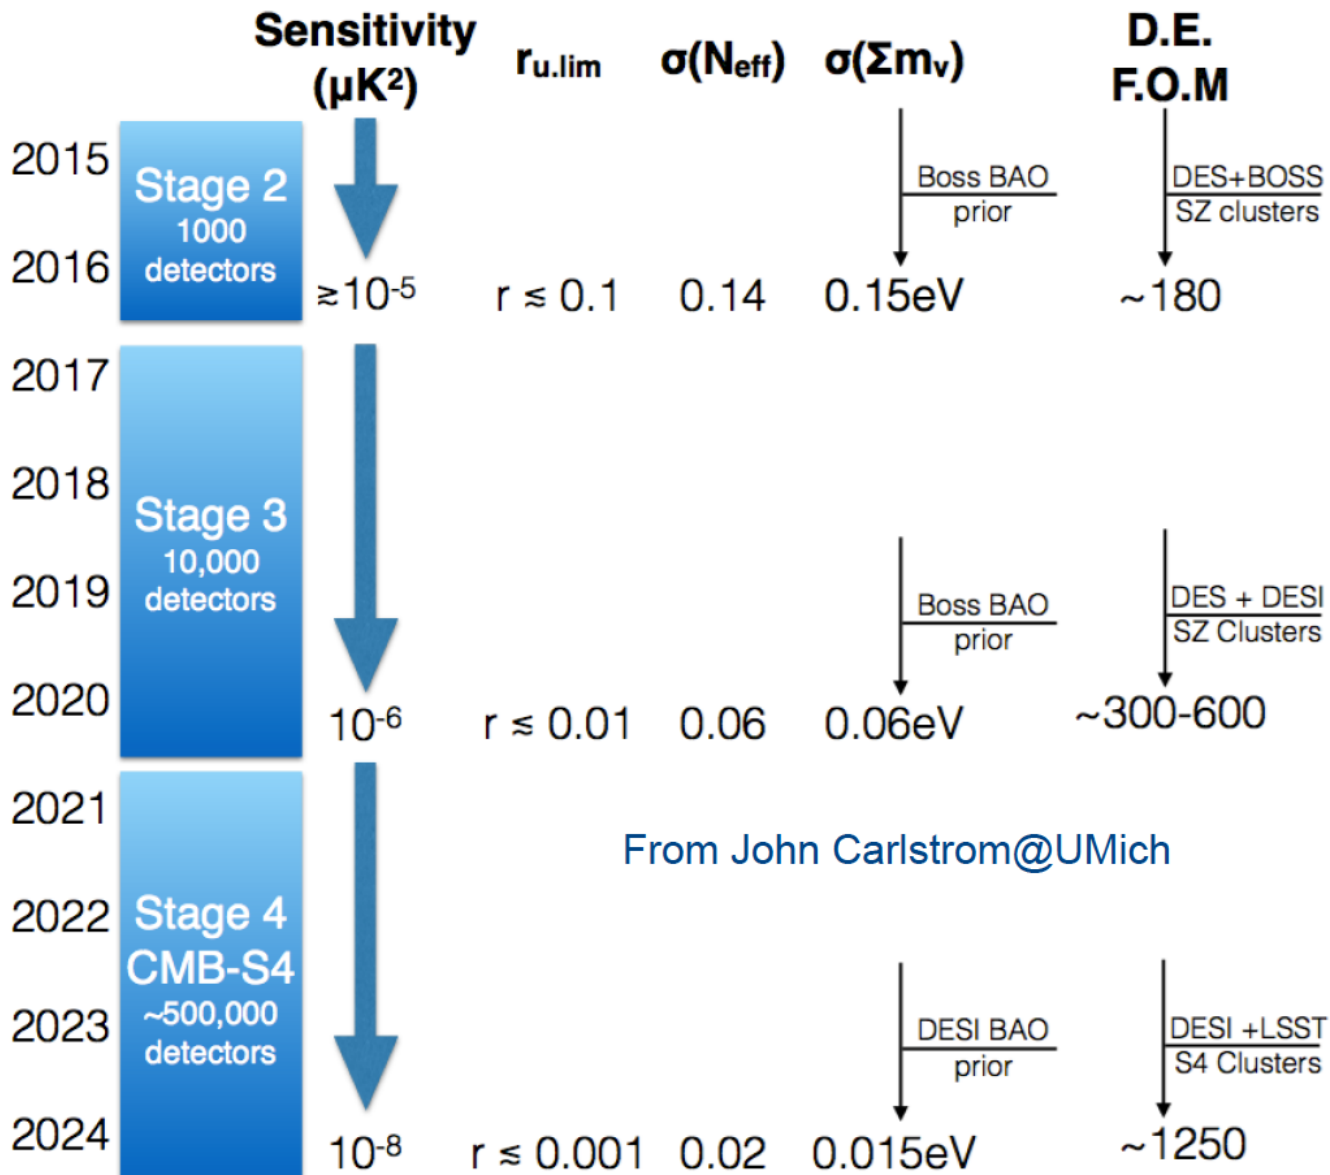 Sensitivity
(µK²)
r u.lim
σ(Neff)
σ(Σmν)
D.E.
F.O.M
2015
2016
Stage 2
1000
detectors
Boss BAO
prior
DES+BOSS
SZ clusters
≳10-5
r ≲ 0.1
0.14
0.15eV
~180
2017
2018
2019
2020
Stage 3
10,000
detectors
Boss BAO
prior
DES + DESI
SZ Clusters
10-6
r ≲ 0.01
0.06
0.06eV
~300-600
2021
2022
2023
2024
From John Carlstrom@UMich
Stage 4
CMB-S4
~500,000
detectors
DESI BAO
prior
DESI +LSST
S4 Clusters
10-8
r ≲ 0.001
0.02
0.015eV
~1250